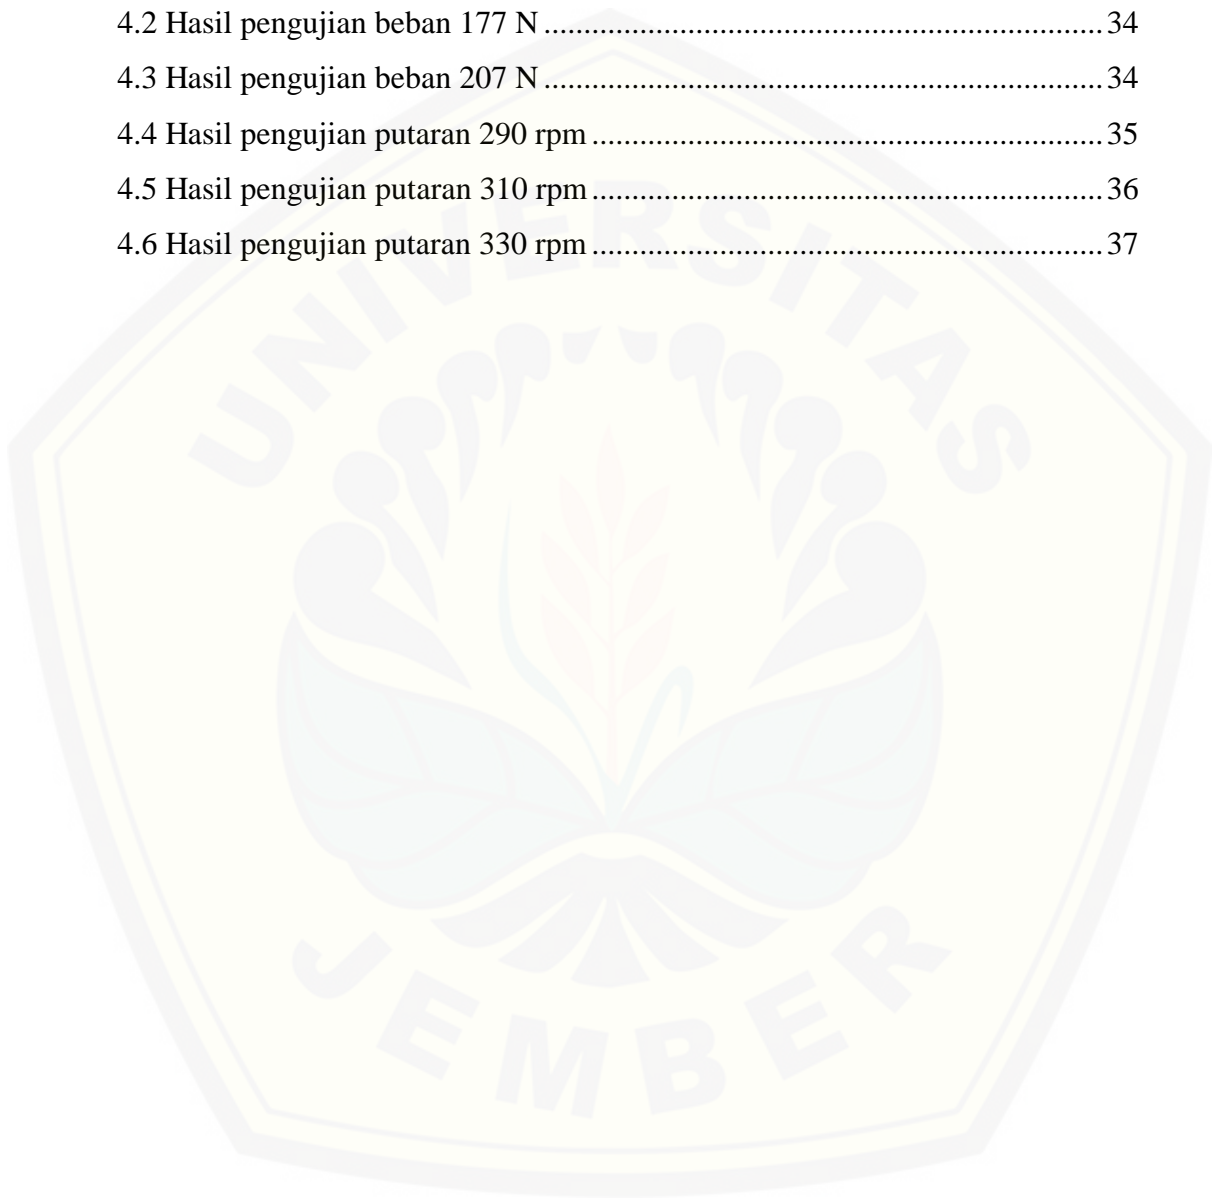 4.2 Hasil pengujian beban 177 N ........................................................................ 34
4.3 Hasil pengujian beban 207 N ........................................................................ 34
4.4 Hasil pengujian putaran 290 rpm .................................................................. 35
4.5 Hasil pengujian putaran 310 rpm .................................................................. 36
4.6 Hasil pengujian putaran 330 rpm .................................................................. 37
UNIVERSITAS
JEMBER